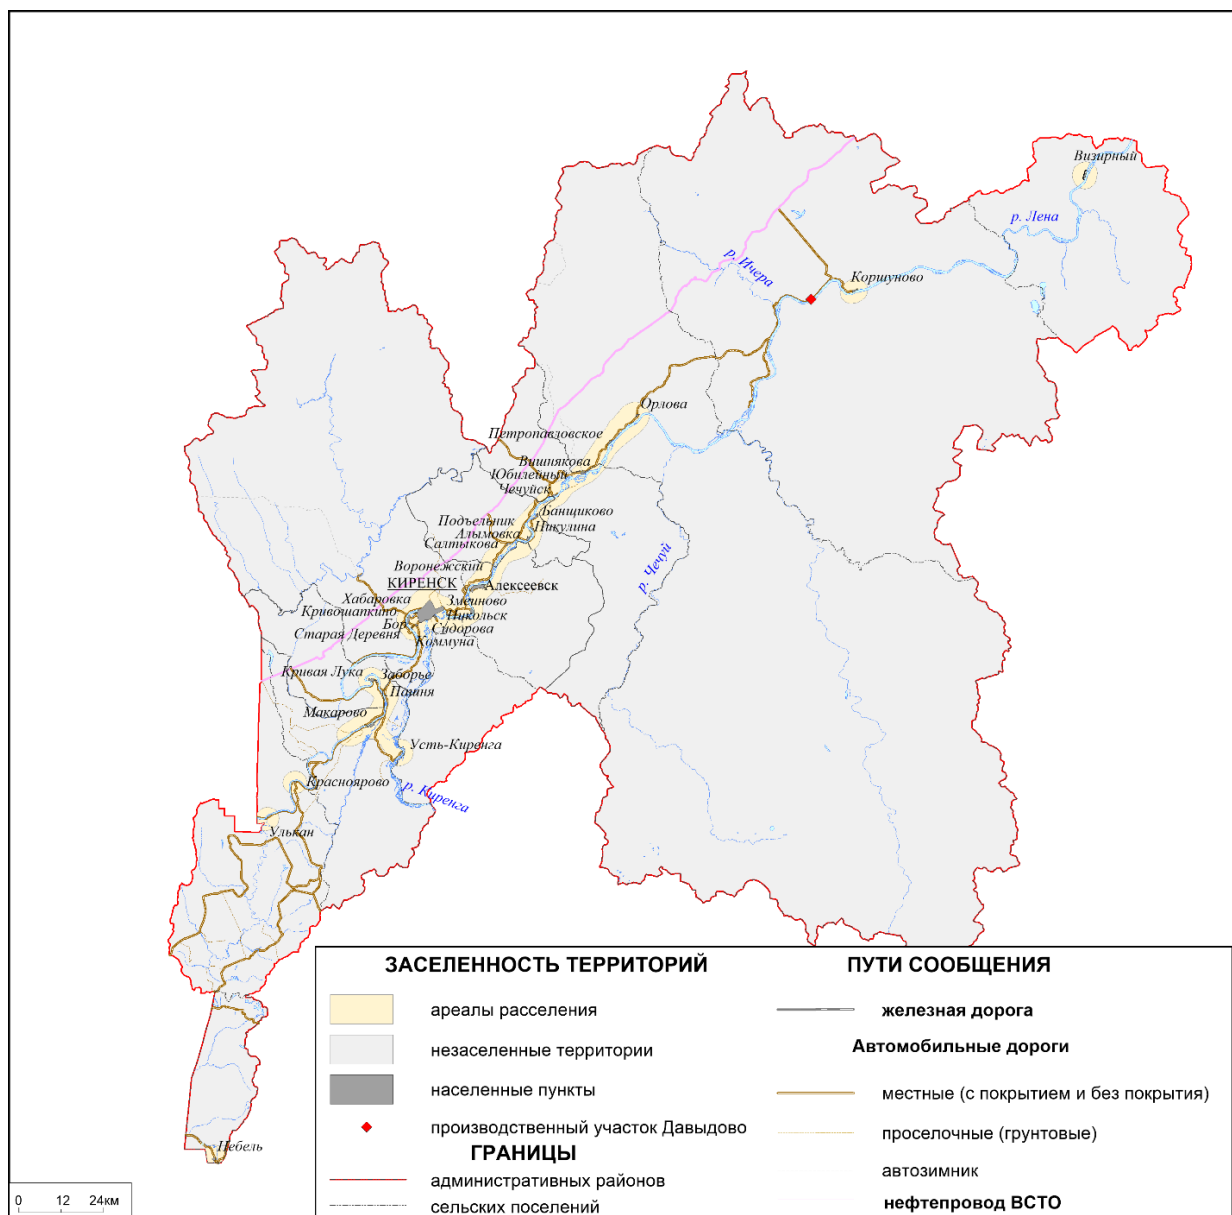 Визирный
р. Лена
р. Ичера
Коршуново
Орлова
Петропавловское
Вишнякова
Юбилейный
Чечуйск
Банщиково
Подъельник
Никулина
Алымовка
Салтыкова
р. Чечуй
Воронежский
КИРЕНСК
Алексеевск
Хабаровка
Змеиново
Кривошапкино
Никольск
Бор
Сидорова
Старая Деревня
Коммуна
Кривая Лука
Заборье
Пашня
Макарово
Усть-Киренга
Красноярово
р. Киренга
Улькан
Небель
ЗАСЕЛЕННОСТЬ ТЕРРИТОРИЙ
ареалы расселения
незаселенные территории
населенные пункты
производственный участок Давыдово
ГРАНИЦЫ
административных районов
сельских поселений
ПУТИ СООБЩЕНИЯ
железная дорога
Автомобильные дороги
местные (с покрытием и без покрытия)
проселочные (грунтовые)
автозимник
нефтепровод ВСТО
0 12 24км